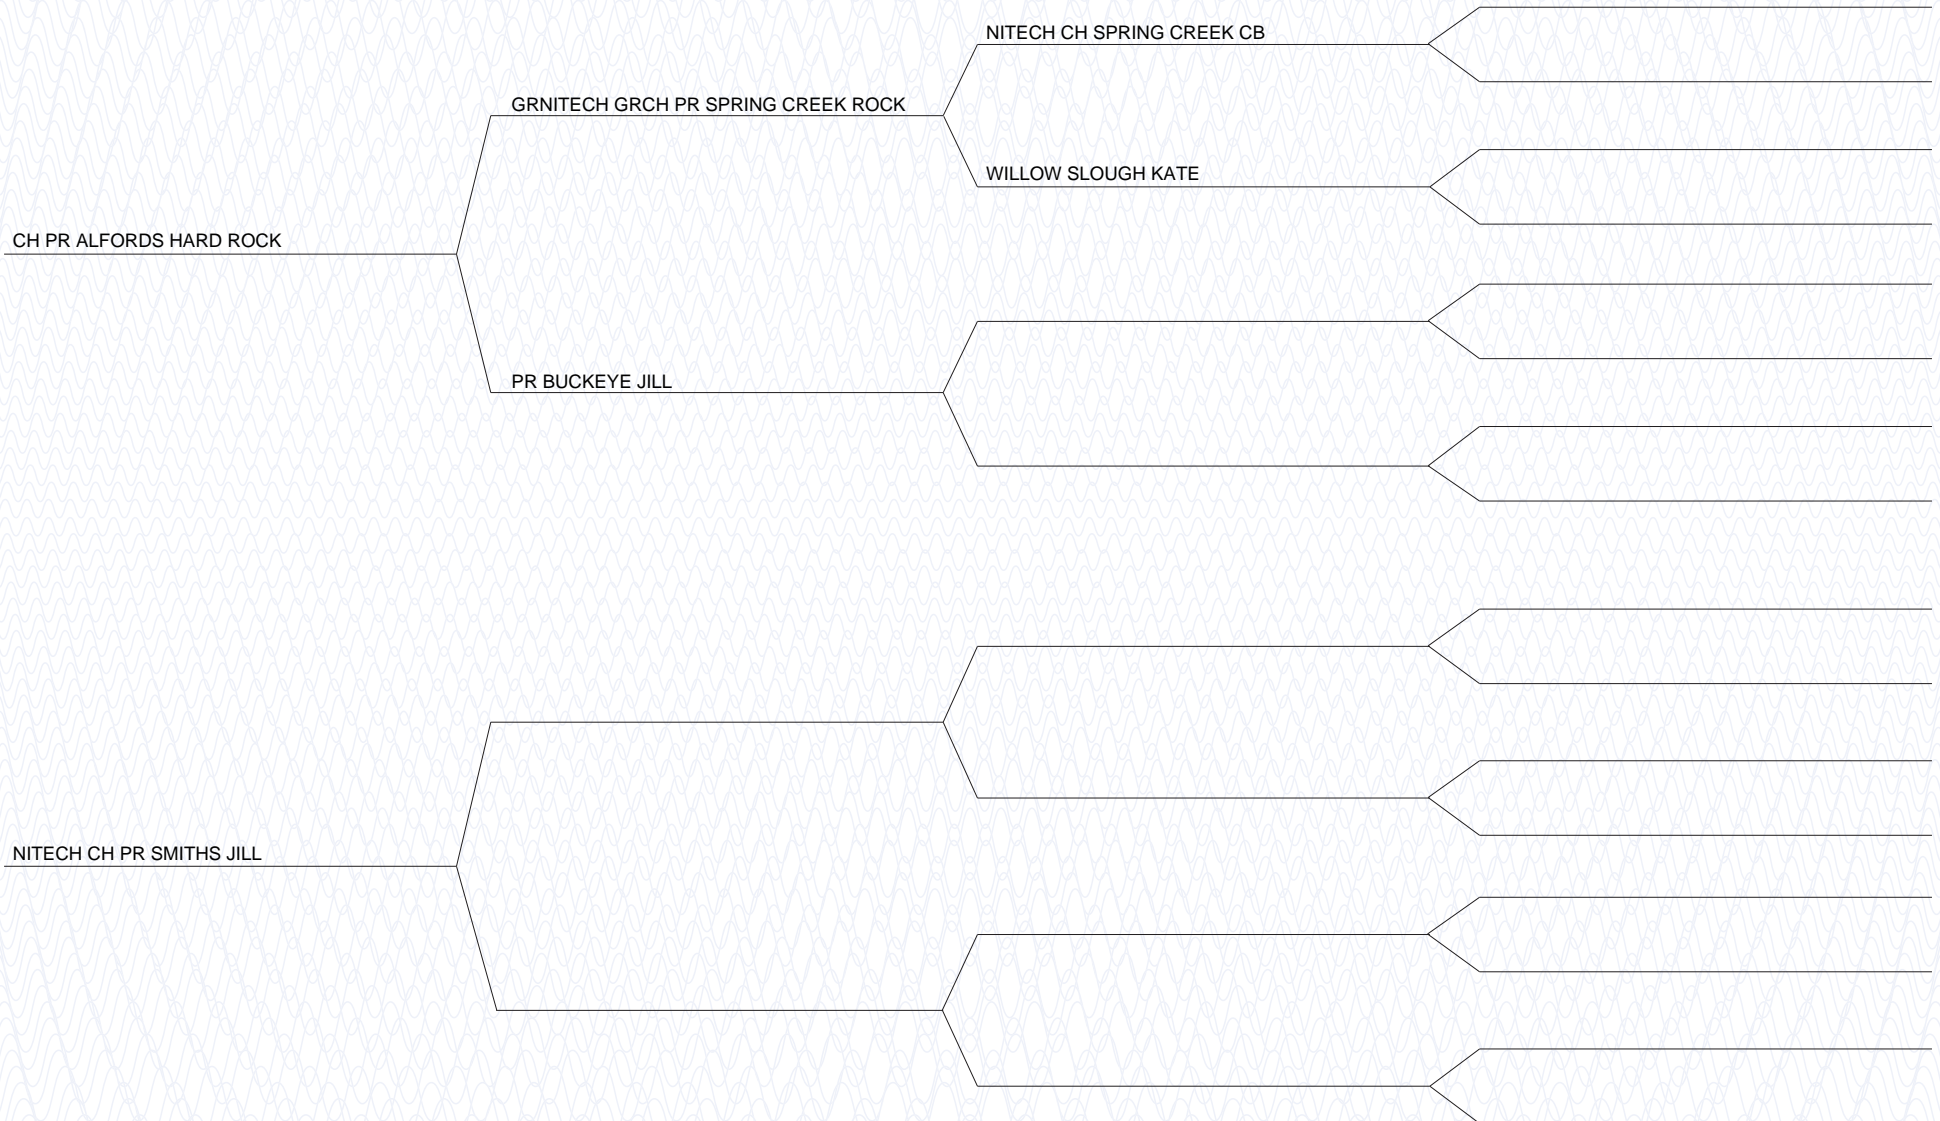 NITECH CH SPRING CREEK CB
GRNITECH GRCH PR SPRING CREEK ROCK
WILLOW SLOUGH KATE
CH PR ALFORDS HARD ROCK
PR BUCKEYE JILL
NITECH CH PR SMITHS JILL